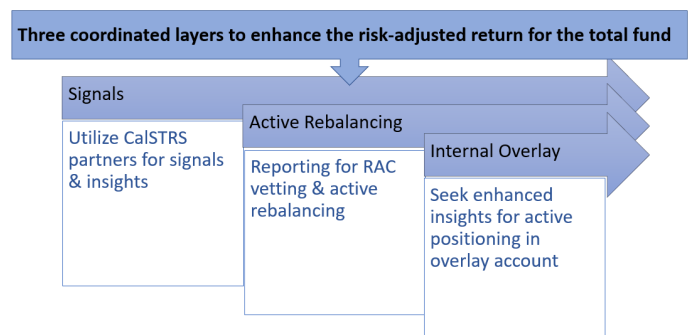 Three coordinated layers to enhance the risk-adjusted return for the total fund
Signals
Utilize CalSTRS
partners for signals
& insights
Active Rebalancing
Reporting for RAC
vetting & active
rebalancing
Internal Overlay
Seek enhanced
insights for active
positioning in
overlay account